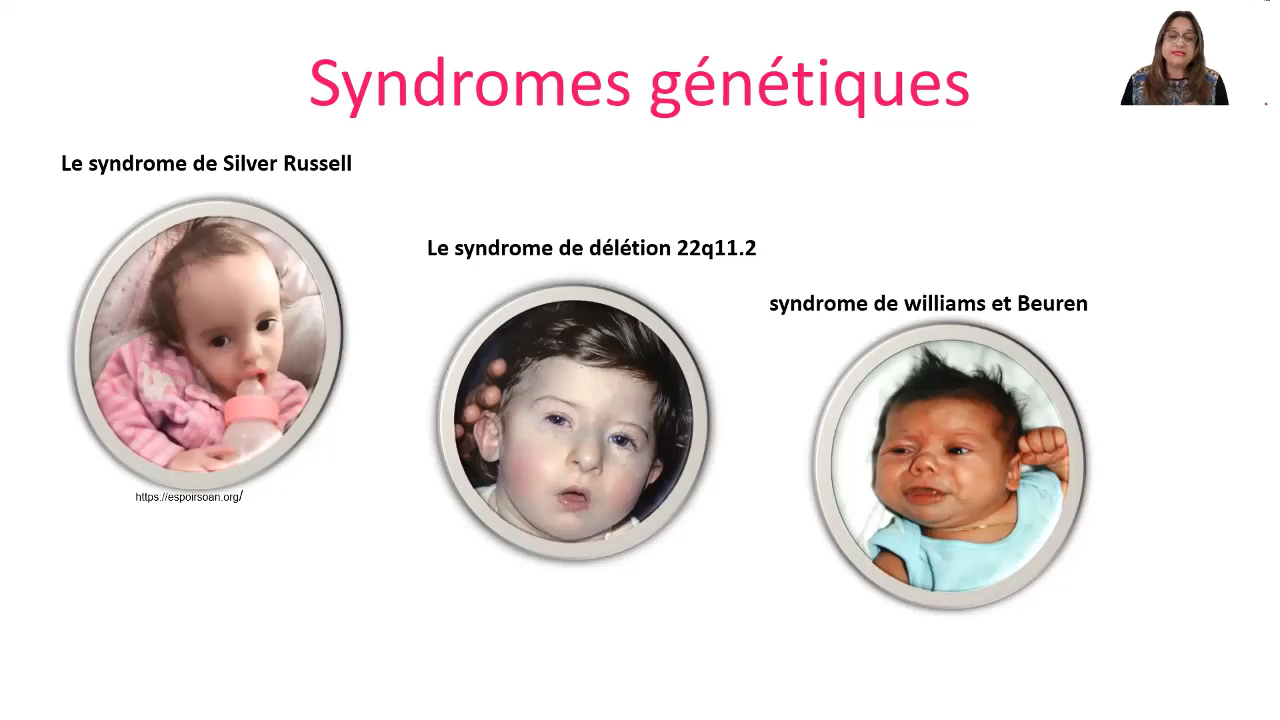 Syndromes génétiques
Le syndrome de Silver Russell
Le syndrome de délétion 22q11.2
syndrome de williams et Beuren
https://espoirsoan.org/